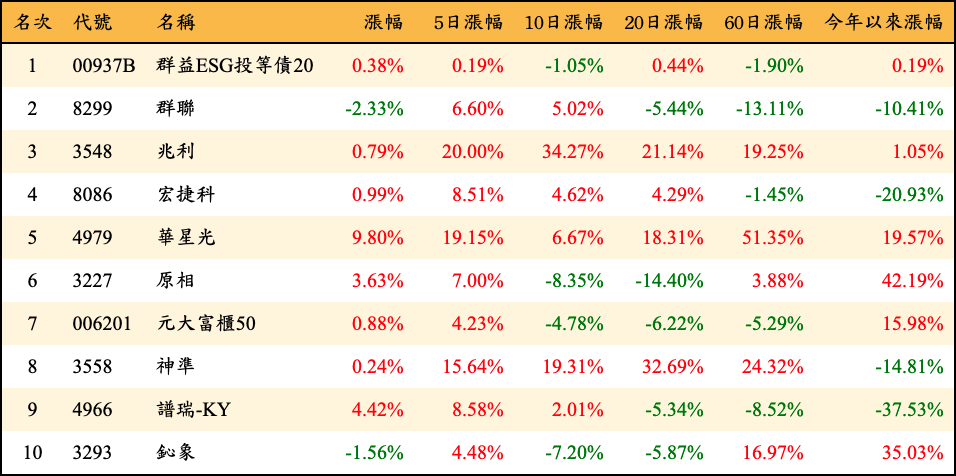 名次 代號 名稱 漲幅 5日漲幅 10日漲幅 20日漲幅 60日漲幅 今年以來漲幅
1 00937B 群益ESG投等債20 0.38% 0.19% -1.05% 0.44% -1.90% 0.19%
2 8299 群聯 -2.33% 6.60% 5.02% -5.44% -13.11% -10.41%
3 3548 兆利 0.79% 20.00% 34.27% 21.14% 19.25% 1.05%
4 8086 宏捷科 0.99% 8.51% 4.62% 4.29% -1.45% -20.93%
5 4979 華星光 9.80% 19.15% 6.67% 18.31% 51.35% 19.57%
6 3227 原相 3.63% 7.00% -8.35% -14.40% 3.88% 42.19%
7 006201 元大富櫃50 0.88% 4.23% -4.78% -6.22% -5.29% 15.98%
8 3558 神準 0.24% 15.64% 19.31% 32.69% 24.32% -14.81%
9 4966 譜瑞-KY 4.42% 8.58% 2.01% -5.34% -8.52% -37.53%
10 3293 鈊象 -1.56% 4.48% -7.20% -5.87% 16.97% 35.03%